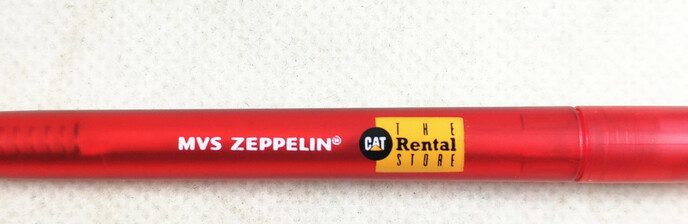 MVS ZEPPELIN®
CAT
THE
Rental
STORE